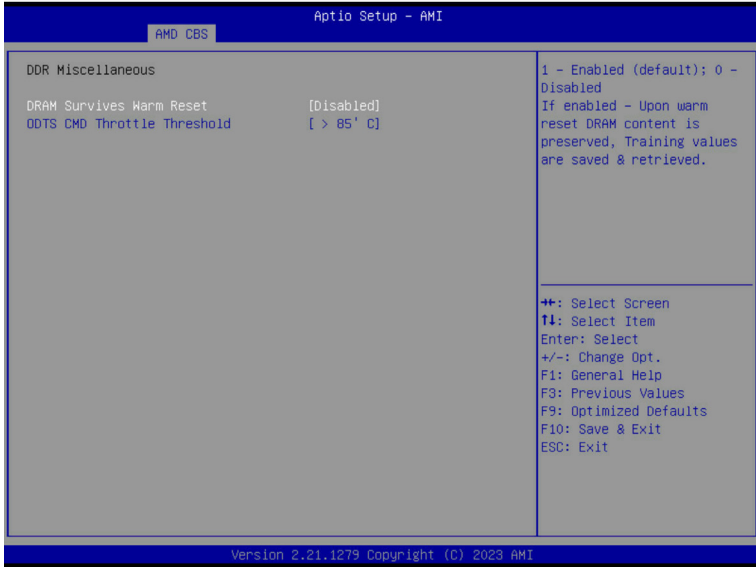 Aptio Setup - AMI
AMD CBS
DDR Miscellaneous
DRAM Survives Warm Reset [Disabled]
ODTS CMD Throttle Threshold [ > 85' C]
1 - Enabled (default); 0 -
Disabled
If enabled - Upon warm
reset DRAM content is
preserved, Training values
are saved & retrieved.
→←: Select Screen
↑↓: Select Item
Enter: Select
+/-: Change Opt.
F1: General Help
F3: Previous Values
F9: Optimized Defaults
F10: Save & Exit
ESC: Exit
Version 2.21.1279 Copyright (C) 2023 AMI